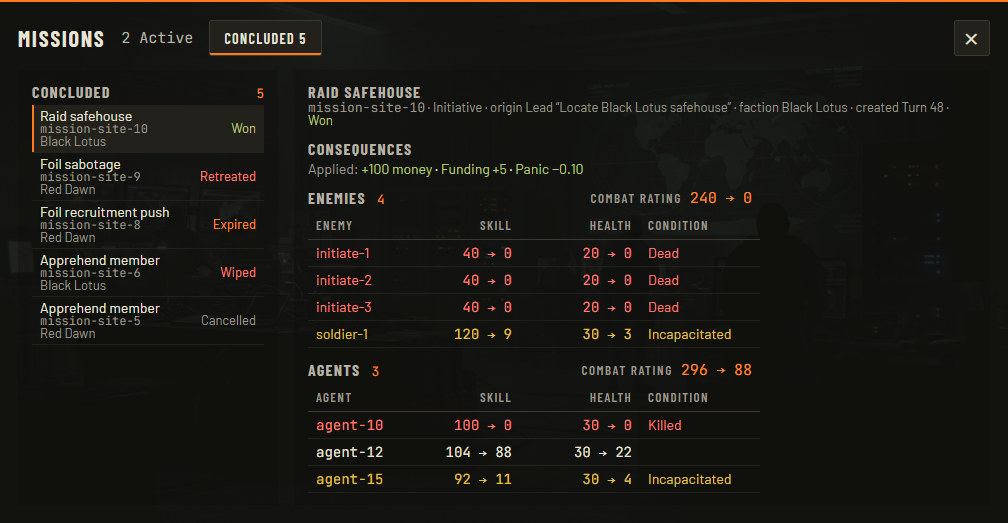 MISSIONS 2 Active CONCLUDED 5 ✕
CONCLUDED 5
Raid safehouse
mission-site-10 Won
Black Lotus
Foil sabotage
mission-site-9 Retreated
Red Dawn
Foil recruitment push
mission-site-8 Expired
Red Dawn
Apprehend member
mission-site-6 Wiped
Black Lotus
Apprehend member
mission-site-5 Cancelled
Red Dawn
RAID SAFEHOUSE
mission-site-10 · Initiative · origin Lead “Locate Black Lotus safehouse” · faction Black Lotus · created Turn 48 ·
Won
CONSEQUENCES
Applied: +100 money · Funding +5 · Panic −0.10
ENEMIES 4 COMBAT RATING 240 → 0
ENEMY SKILL HEALTH CONDITION
initiate-1 40 → 0 20 → 0 Dead
initiate-2 40 → 0 20 → 0 Dead
initiate-3 40 → 0 20 → 0 Dead
soldier-1 120 → 9 30 → 3 Incapacitated
AGENTS 3 COMBAT RATING 296 → 88
AGENT SKILL HEALTH CONDITION
agent-10 100 → 0 30 → 0 Killed
agent-12 104 → 88 30 → 22
agent-15 92 → 11 30 → 4 Incapacitated